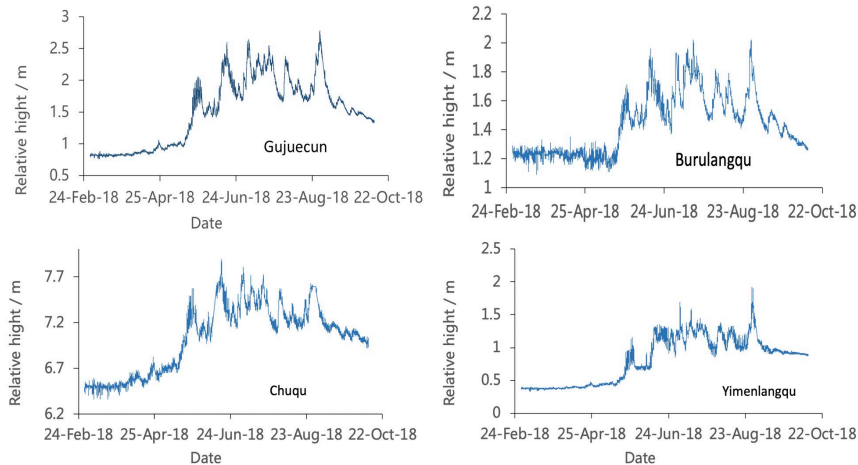 3
2.5
2
1.5
1
0.5
Relative hight / m
Gujuecun
24-Feb-18 25-Apr-18 24-Jun-18 23-Aug-18 22-Oct-18
Date
2.2
2
1.8
1.6
1.4
1.2
1
Relative hight / m
Burulangqu
24-Feb-18 25-Apr-18 24-Jun-18 23-Aug-18 22-Oct-18
Date
7.7
7.2
6.7
6.2
Relative hight / m
Chuqu
24-Feb-18 25-Apr-18 24-Jun-18 23-Aug-18 22-Oct-18
Date
2.5
2
1.5
1
0.5
0
Relative hight / m
Yimenlangqu
24-Feb-18 25-Apr-18 24-Jun-18 23-Aug-18 22-Oct-18
Date